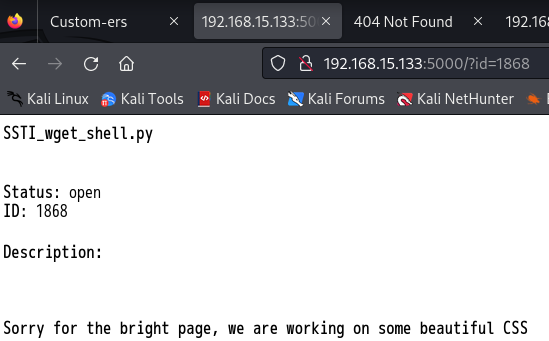 Custom-ers
192.168.15.133:50
404 Not Found
192.16
192.168.15.133:5000/?id=1868
Kali Linux
Kali Tools
Kali Docs
Kali Forums
Kali NetHunter
SSTI_wget_shell.py
Status: open
ID: 1868
Description:
Sorry for the bright page, we are working on some beautiful CSS